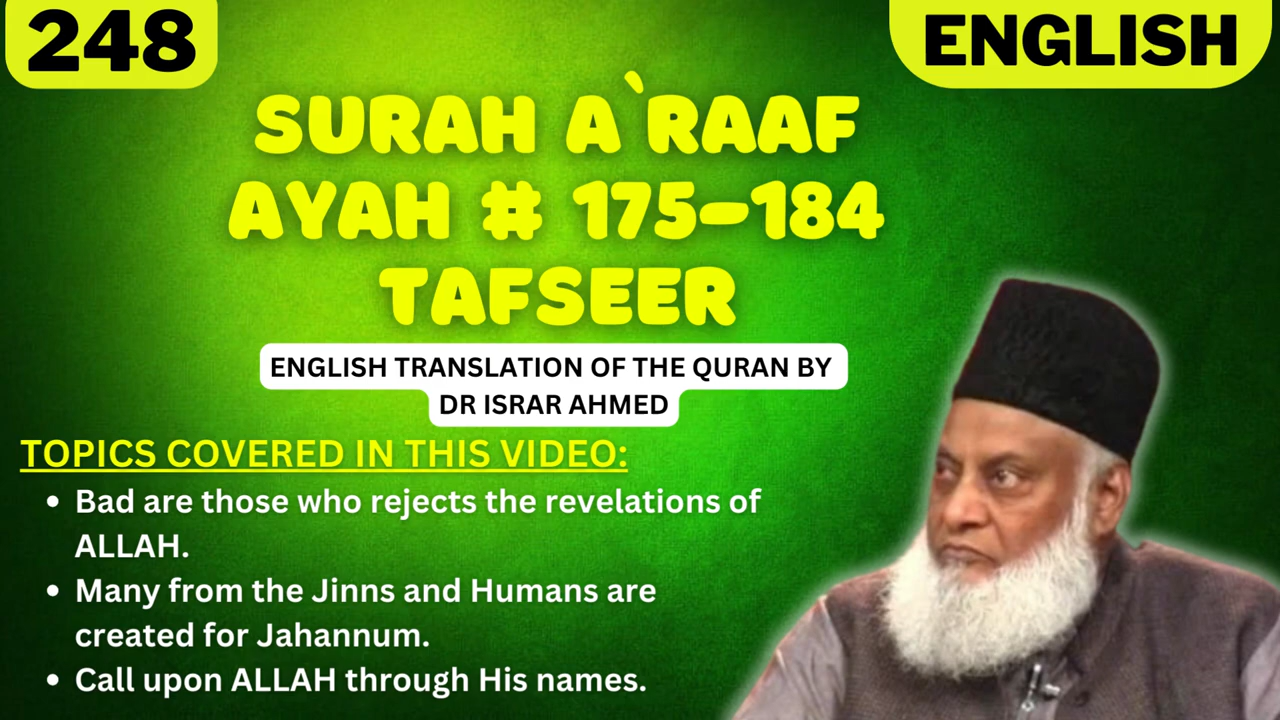 248
ENGLISH
SURAH A`RAAF
AYAH # 175-184
TAFSEER
ENGLISH TRANSLATION OF THE QURAN BY
DR ISRAR AHMED
TOPICS COVERED IN THIS VIDEO:
• Bad are those who rejects the revelations of
ALLAH.
• Many from the Jinns and Humans are
created for Jahannum.
• Call upon ALLAH through His names.